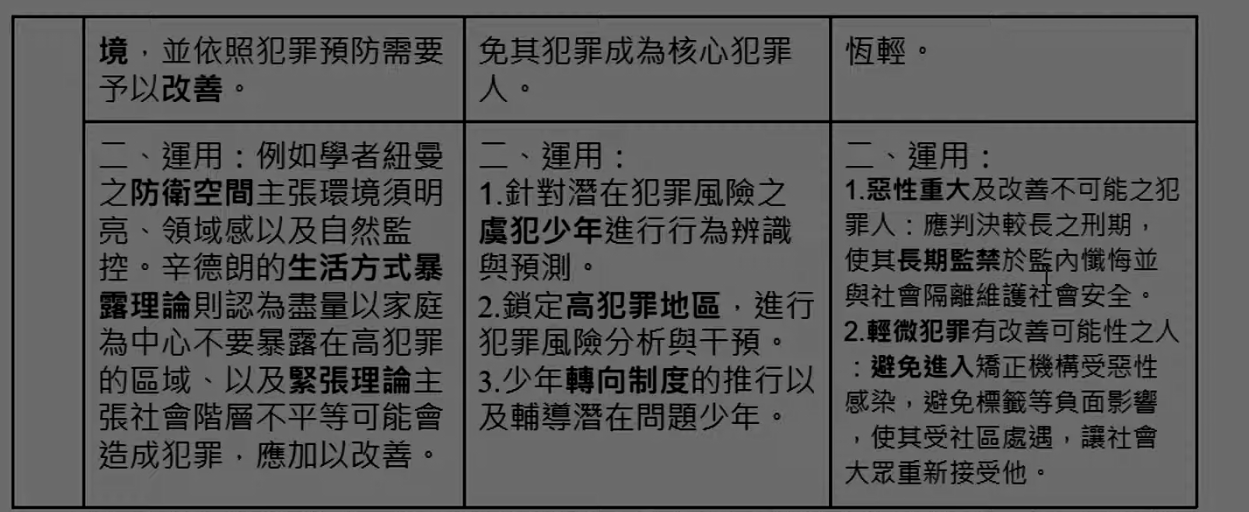 境，並依照犯罪預防需要
予以改善。
免其犯罪成為核心犯罪
人。
恆輕。
二、運用：例如學者紐曼
之防衛空間主張環境須明
亮、領域感以及自然監
控。辛德朗的生活方式暴
露理論則認為盡量以家庭
為中心不要暴露在高犯罪
的區域、以及緊張理論主
張社會階層不平等可能會
造成犯罪，應加以改善。
二、運用：
1.針對潛在犯罪風險之
虞犯少年進行行為辨識
與預測。
2.鎖定高犯罪地區，進行
犯罪風險分析與干預。
3.少年轉向制度的推行以
及輔導潛在問題少年。
二、運用：
1.惡性重大及改善不可能之犯
罪人：應判決較長之刑期，
使其長期監禁於監內懺悔並
與社會隔離維護社會安全。
2.輕微犯罪有改善可能性之人
：避免進入矯正機構受惡性
感染，避免標籤等負面影響
，使其受社區處遇，讓社會
大眾重新接受他。